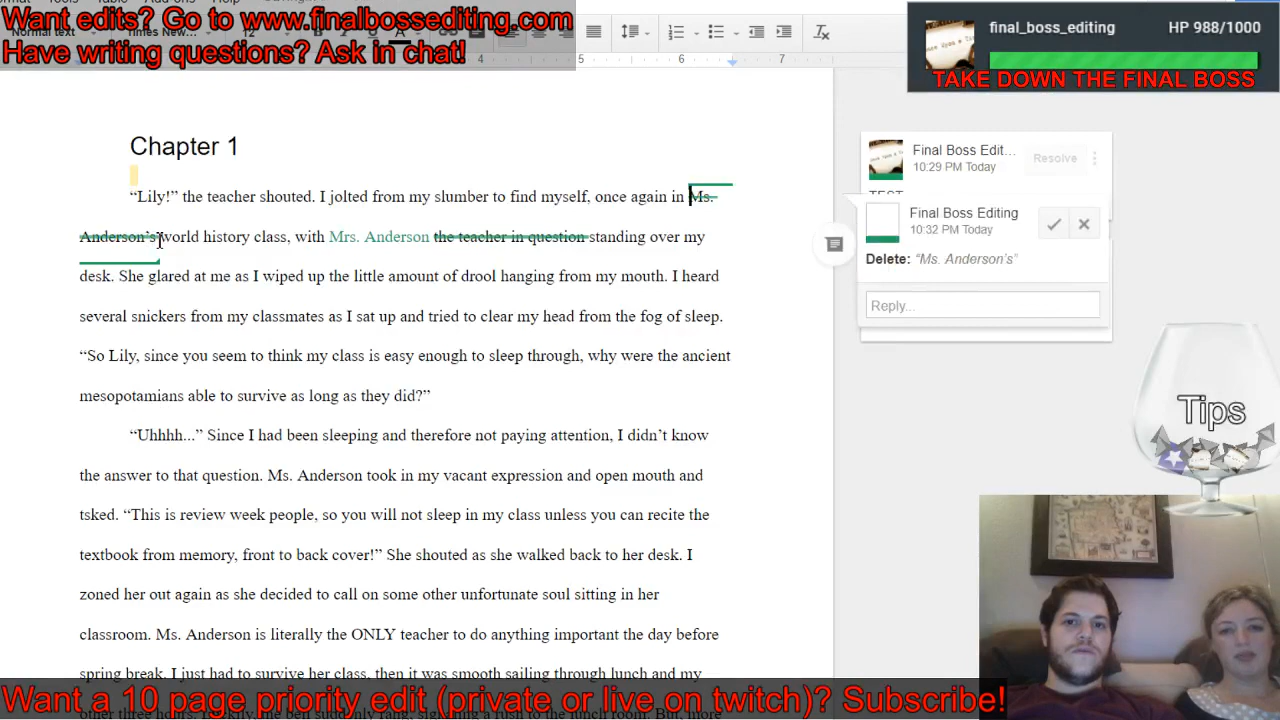 Want edits? Go to www.finalbossediting.com
Have writing questions? Ask in chat!
final_boss_editing HP 988/1000
TAKE DOWN THE FINAL BOSS
4 5 6 7
Chapter 1
“Lily!” the teacher shouted. I jolted from my slumber to find myself, once again in Ms.
Anderson’s world history class, with Mrs. Anderson the teacher in question standing over my
desk. She glared at me as I wiped up the little amount of drool hanging from my mouth. I heard
several snickers from my classmates as I sat up and tried to clear my head from the fog of sleep.
“So Lily, since you seem to think my class is easy enough to sleep through, why were the ancient
mesopotamians able to survive as long as they did?”
“Uhhhh...” Since I had been sleeping and therefore not paying attention, I didn’t know
the answer to that question. Ms. Anderson took in my vacant expression and open mouth and
tsked. “This is review week people, so you will not sleep in my class unless you can recite the
textbook from memory, front to back cover!” She shouted as she walked back to her desk. I
zoned her out again as she decided to call on some other unfortunate soul sitting in her
classroom. Ms. Anderson is literally the ONLY teacher to do anything important the day before
spring break. I just had to survive her class, then it was smooth sailing through lunch and my
Final Boss Edit...
10:29 PM Today
Resolve
Final Boss Editing
10:32 PM Today
Delete: “Ms. Anderson’s”
Reply...
Tips
Want a 10 page priority edit (private or live on twitch)? Subscribe!